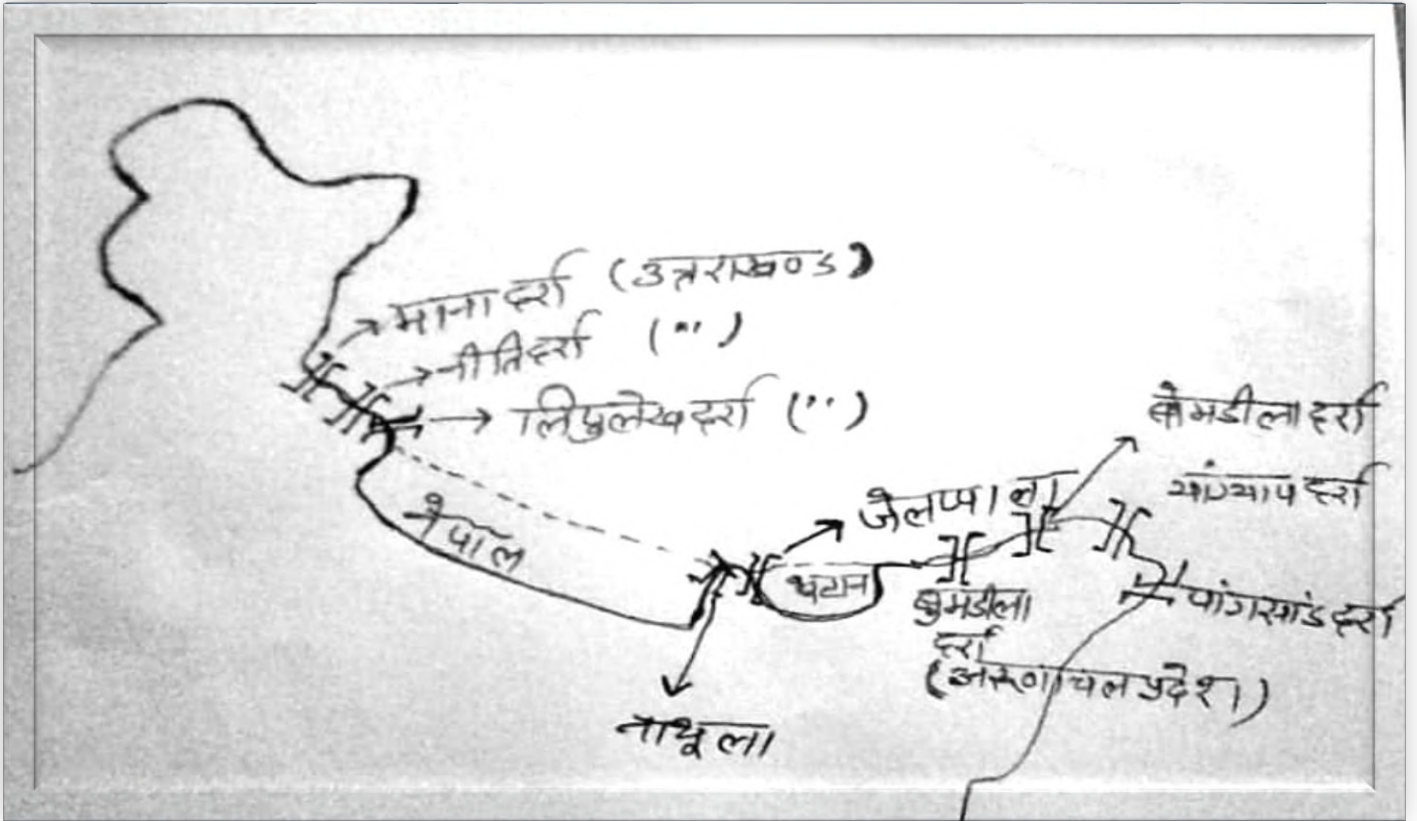 माना दर्रा (उत्तराखण्ड)
नीति दर्रा (")
लिपुलेख दर्रा (")
नेपाल
नाथूला
जेलप्पा ला
भूटान
बोमडीला दर्रा
यांग्याप दर्रा
बुमडीला
दर्रा
(अरुणाचल प्रदेश)
पांगसांड दर्रा